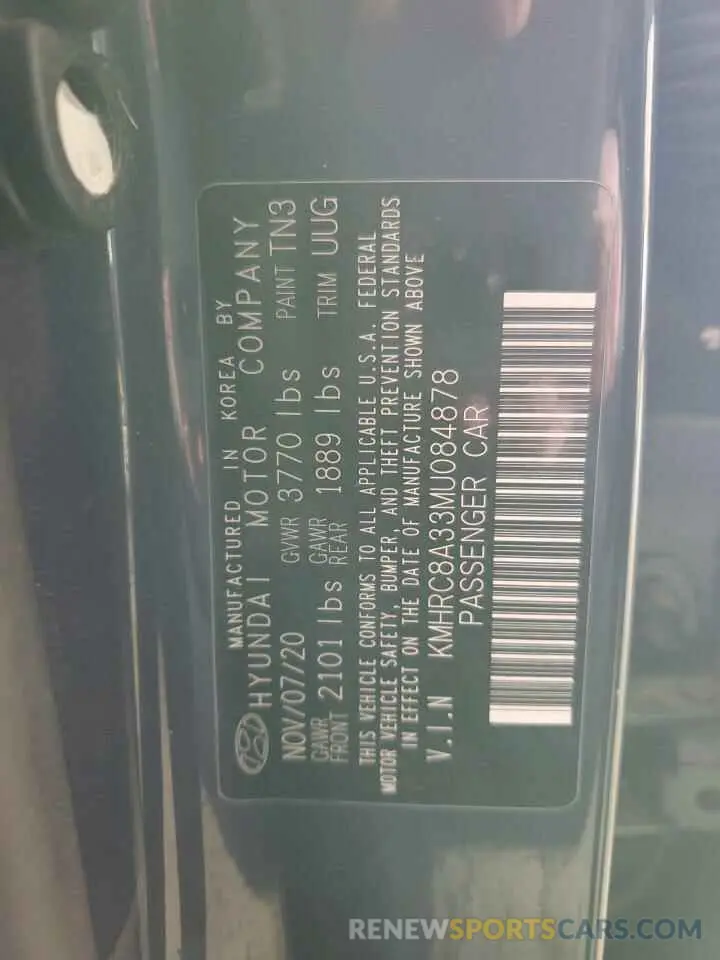 MANUFACTURED IN KOREA BY
HYUNDAI MOTOR COMPANY
NOV/07/20 GVWR 3770 lbs PAINT TN3
GAWR FRONT 2101 lbs GAWR REAR 1889 lbs TRIM UUG
THIS VEHICLE CONFORMS TO ALL APPLICABLE U.S.A. FEDERAL
MOTOR VEHICLE SAFETY, BUMPER, AND THEFT PREVENTION STANDARDS
IN EFFECT ON THE DATE OF MANUFACTURE SHOWN ABOVE
V.I.N KMHRC8A33MU084878
PASSENGER CAR
RENEWSPORTSCARS.COM